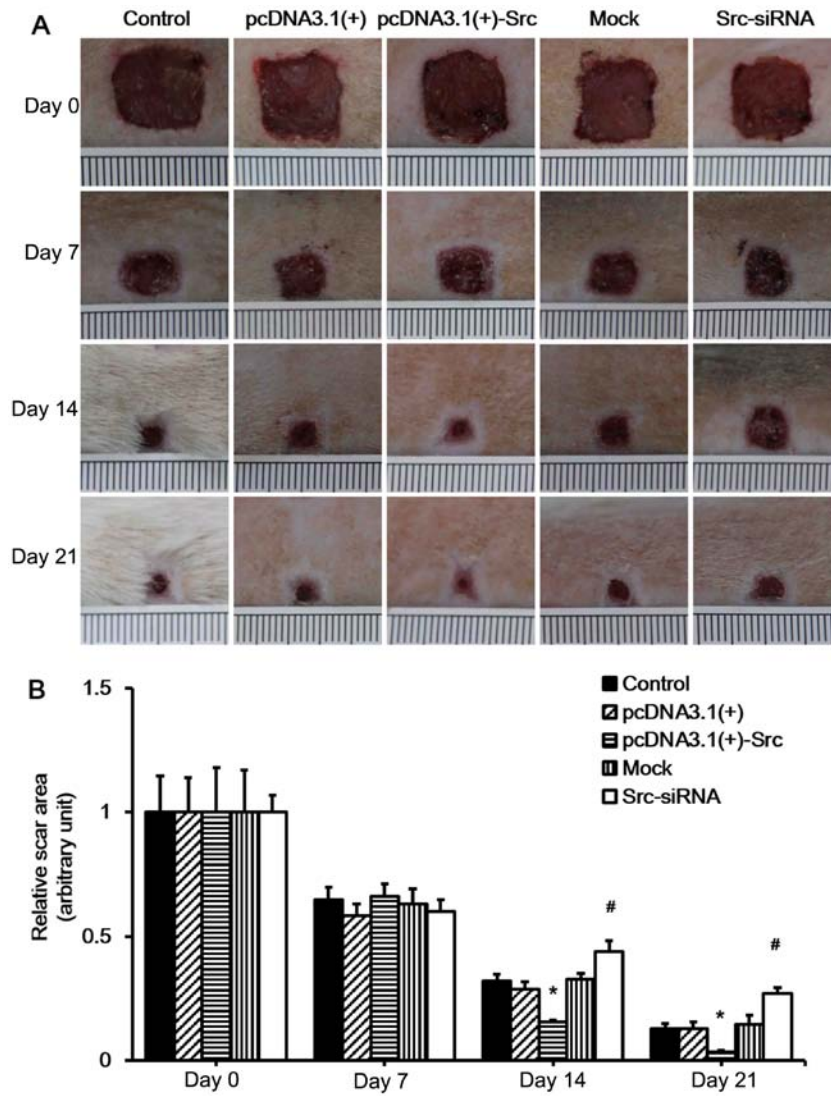 A
Control pcDNA3.1(+) pcDNA3.1(+)-Src Mock Src-siRNA
Day 0
Day 7
Day 14
Day 21
B
Relative scar area
(arbitrary unit)
1.5
1
0.5
0
Control
pcDNA3.1(+)
pcDNA3.1(+)-Src
Mock
Src-siRNA
* #
* #
Day 0 Day 7 Day 14 Day 21